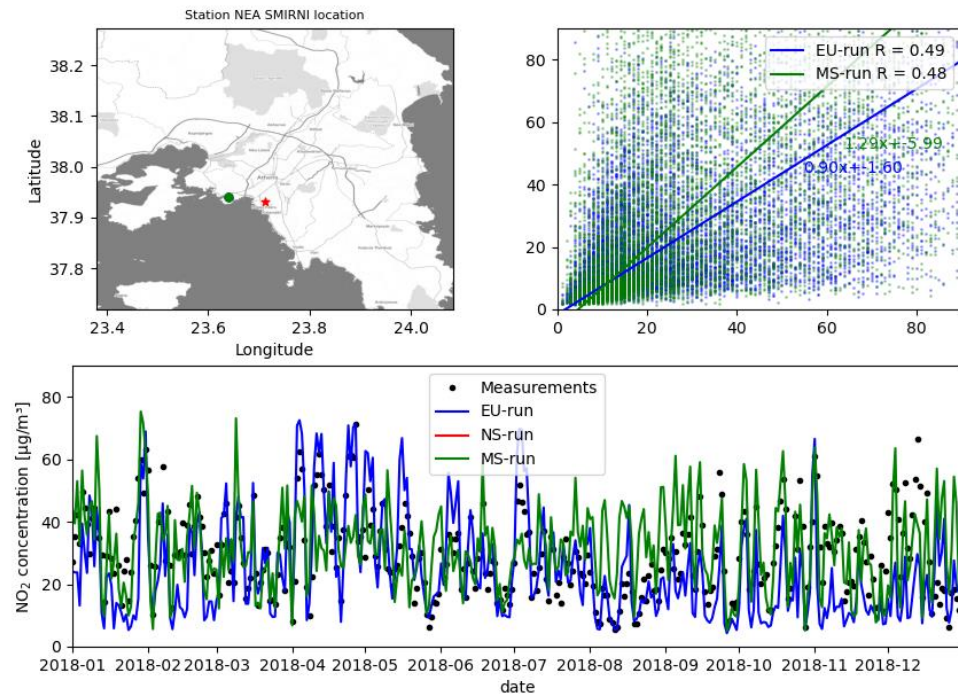 Station NEA SMIRNI location
Latitude
38.2
38.1
38.0
37.9
37.8
23.4
23.6
23.8
24.0
Longitude
80
60
40
20
0
0
20
40
60
80
EU-run R = 0.49
MS-run R = 0.48
1.29x+-5.99
0.90x+-1.60
NO₂ concentration [µg/m³]
80
60
40
20
0
Measurements
EU-run
NS-run
MS-run
2018-01
2018-02
2018-03
2018-04
2018-05
2018-06
2018-07
2018-08
2018-09
2018-10
2018-11
2018-12
date